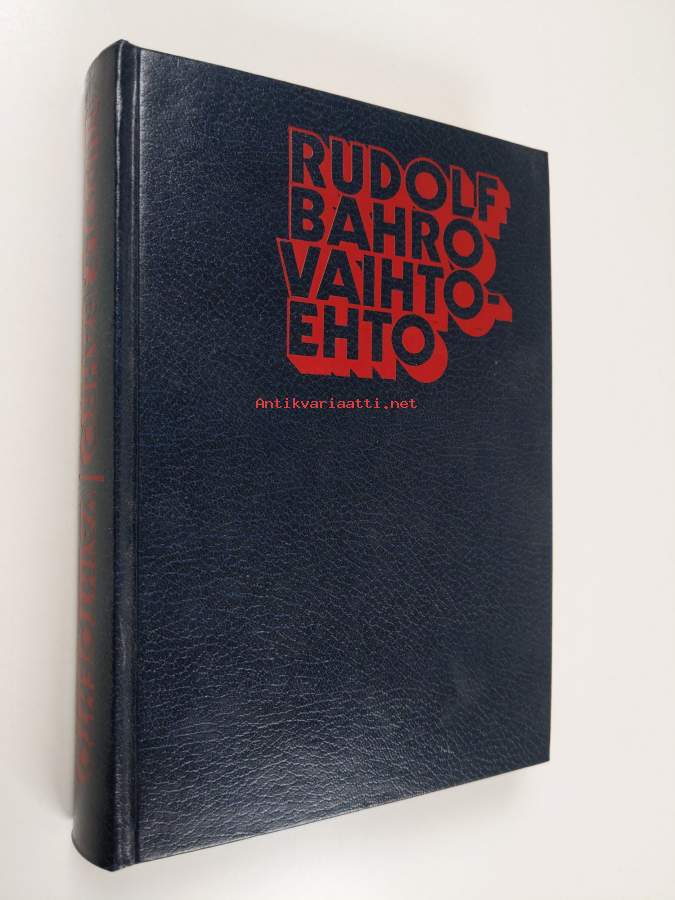 RUDOLF
BAHRO
VAIHTO-
EHTO
Antikvariaatti.net